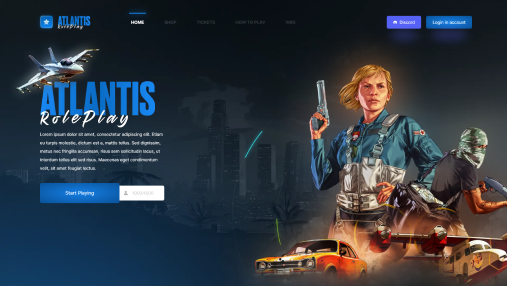 ATLANTIS
RolePlay
HOME
SHOP
TICKETS
HOW TO PLAY
Discord
Login in account
ATLANTIS
RolePlay
Lorem ipsum dolor sit amet, consectetur adipiscing elit. Etiam
eu turpis molestie, dictum est a, mattis tellus. Sed dignissim,
metus nec fringilla accumsan, risus sem sollicitudin lacus, ut
interdum tellus elit sed risus. Maecenas eget condimentum
velit, sit amet feugiat lectus.
Start Playing